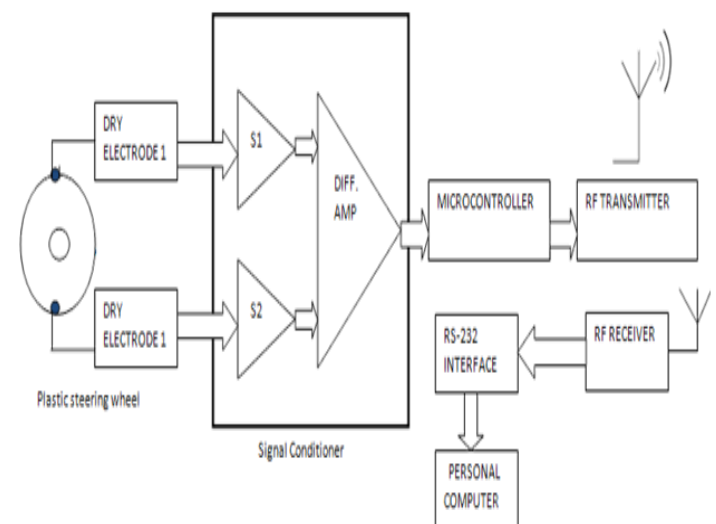 DRY
ELECTRODE 1
S1
DIFF.
AMP
MICROCONTROLLER
RF TRANSMITTER
DRY
ELECTRODE 1
S2
RS-232
INTERFACE
RF RECEIVER
Plastic steering wheel
Signal Conditioner
PERSONAL
COMPUTER